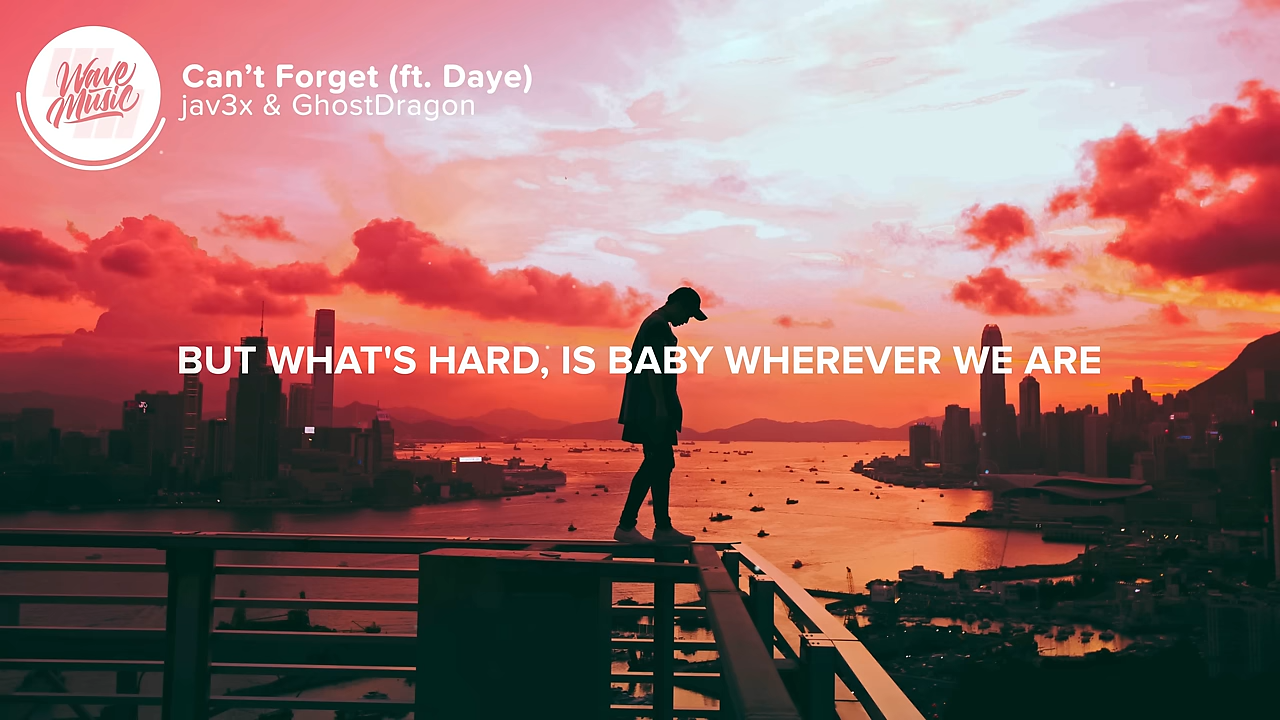 Wave
Music
Can’t Forget (ft. Daye)
jav3x & GhostDragon
BUT WHAT'S HARD, IS BABY WHEREVER WE ARE